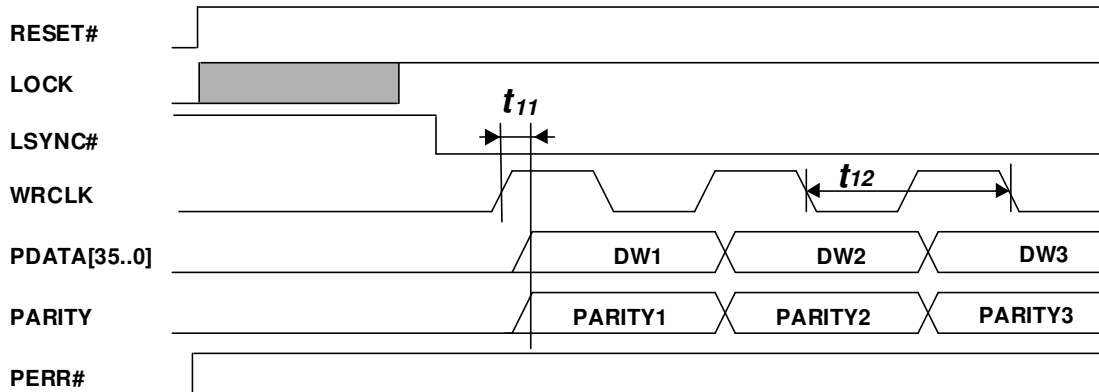 RESET#
LOCK
t11
LSYNC#
WRCLK
t12
PDATA[35..0]
DW1 DW2 DW3
PARITY
PARITY1 PARITY2 PARITY3
PERR#